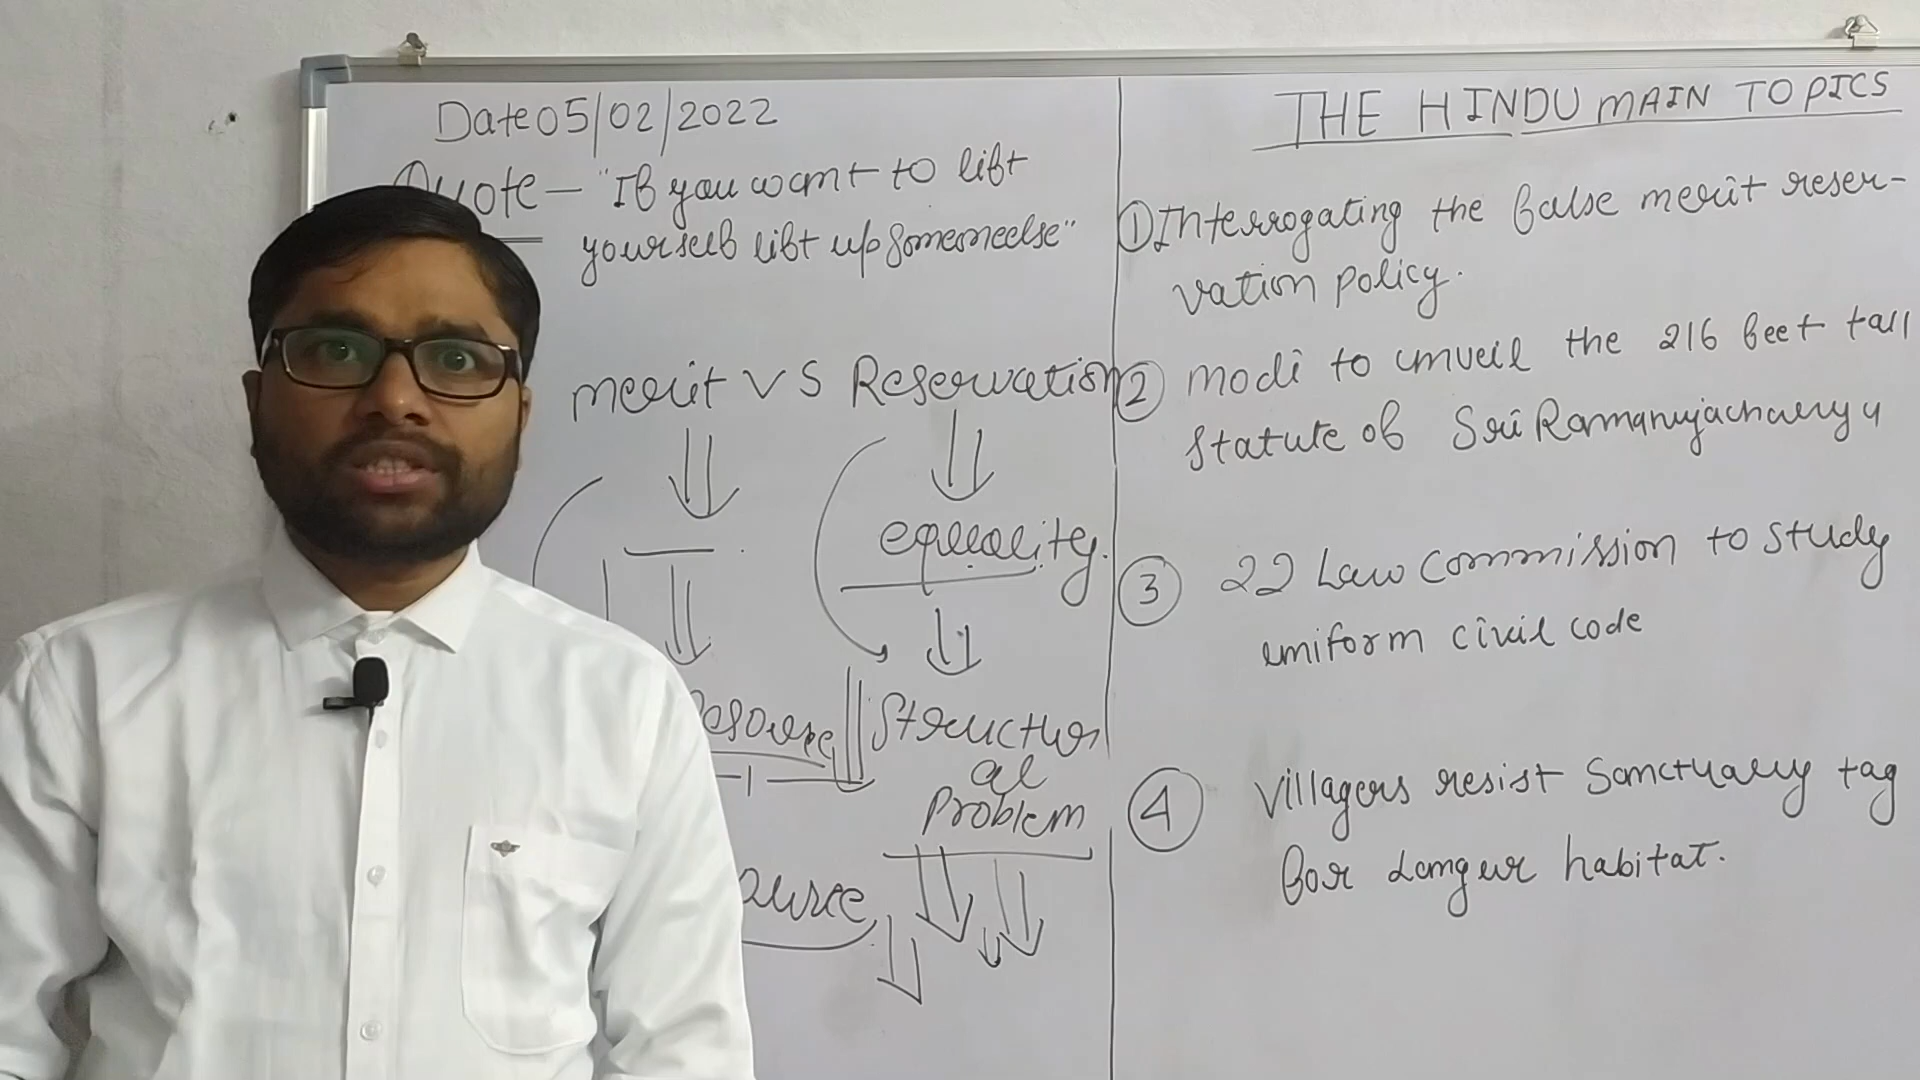 Date 05/02/2022
Quote - "If you want to lift
yourself lift up someoneelse"
merit VS Reservation
equality.
Structur
al
Problem
THE HINDU MAIN TOPICS
① Interrogating the false merit reser-
vation policy.
② modi to unveil the 216 feet tall
Statute of Sri Ramanujacharya
③ 22 Law Commission to study
uniform civil code
④ Villagers resist Sanctuary tag
for Langur habitat.